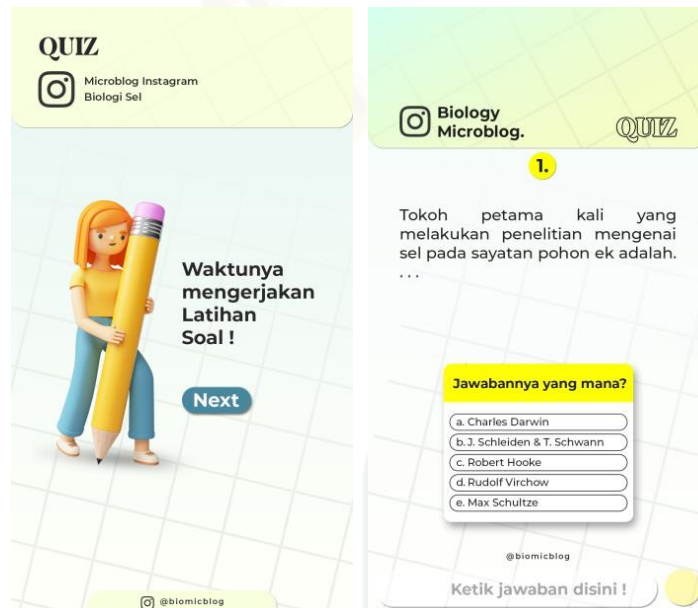 QUIZ
Microblog Instagram
Biologi Sel
Waktunya
mengerjakan
Latihan
Soal !
Next
@biomicblog
Biology
Microblog.
QUIZ
1.
Tokoh petama kali yang
melakukan penelitian mengenai
sel pada sayatan pohon ek adalah.
. . .
Jawabannya yang mana?
a. Charles Darwin
b. J. Schleiden & T. Schwann
c. Robert Hooke
d. Rudolf Virchow
e. Max Schultze
@biomicblog
Ketik jawaban disini !